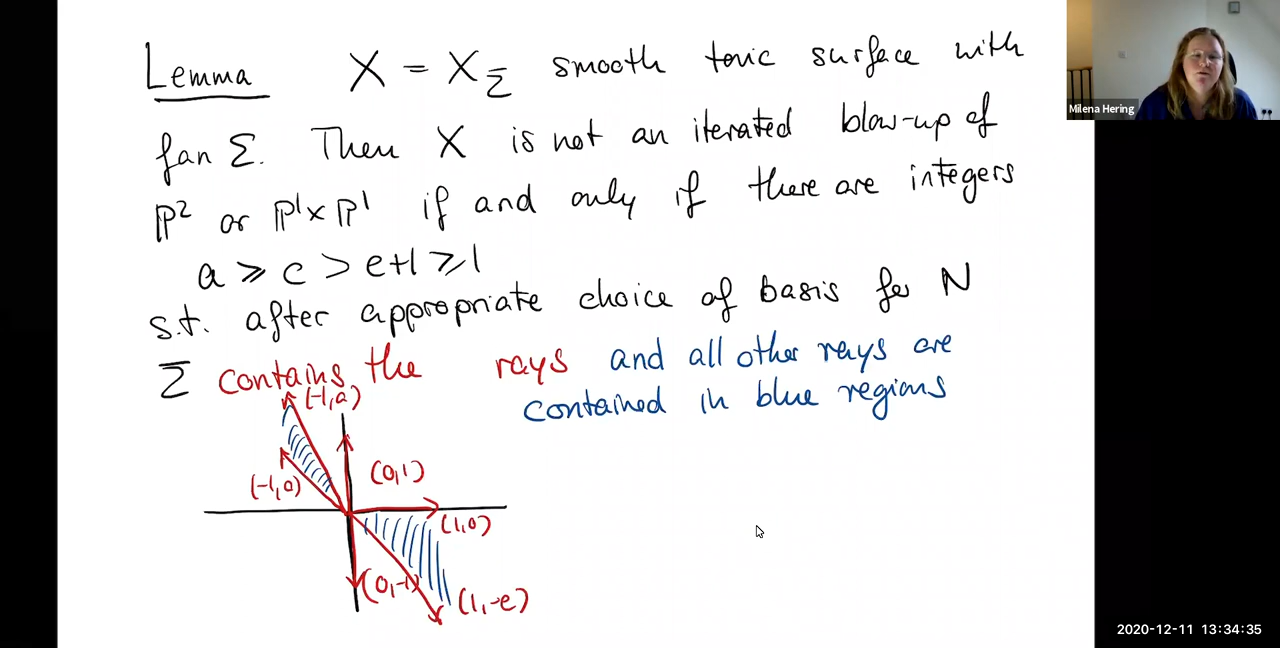 Lemma X = X_Σ smooth toric surface with
Milena Hering
fan Σ. Then X is not an iterated blow-up of
ℙ² or ℙ¹×ℙ¹ if and only if there are integers
a ≥ c > e+1 ≥ 1
s.t. after appropriate choice of basis for N
Σ contains the rays and all other rays are
contained in blue regions
(-1,a)
(0,1)
(-1,0)
(1,0)
(0,-1)
(1,-e)
2020-12-11 13:34:35